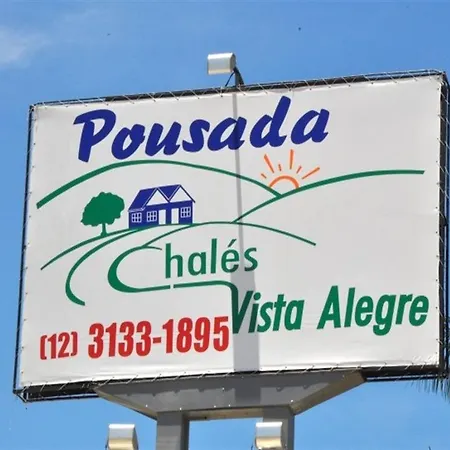 Pousada
Chalés
Vista Alegre
(12) 3133-1895